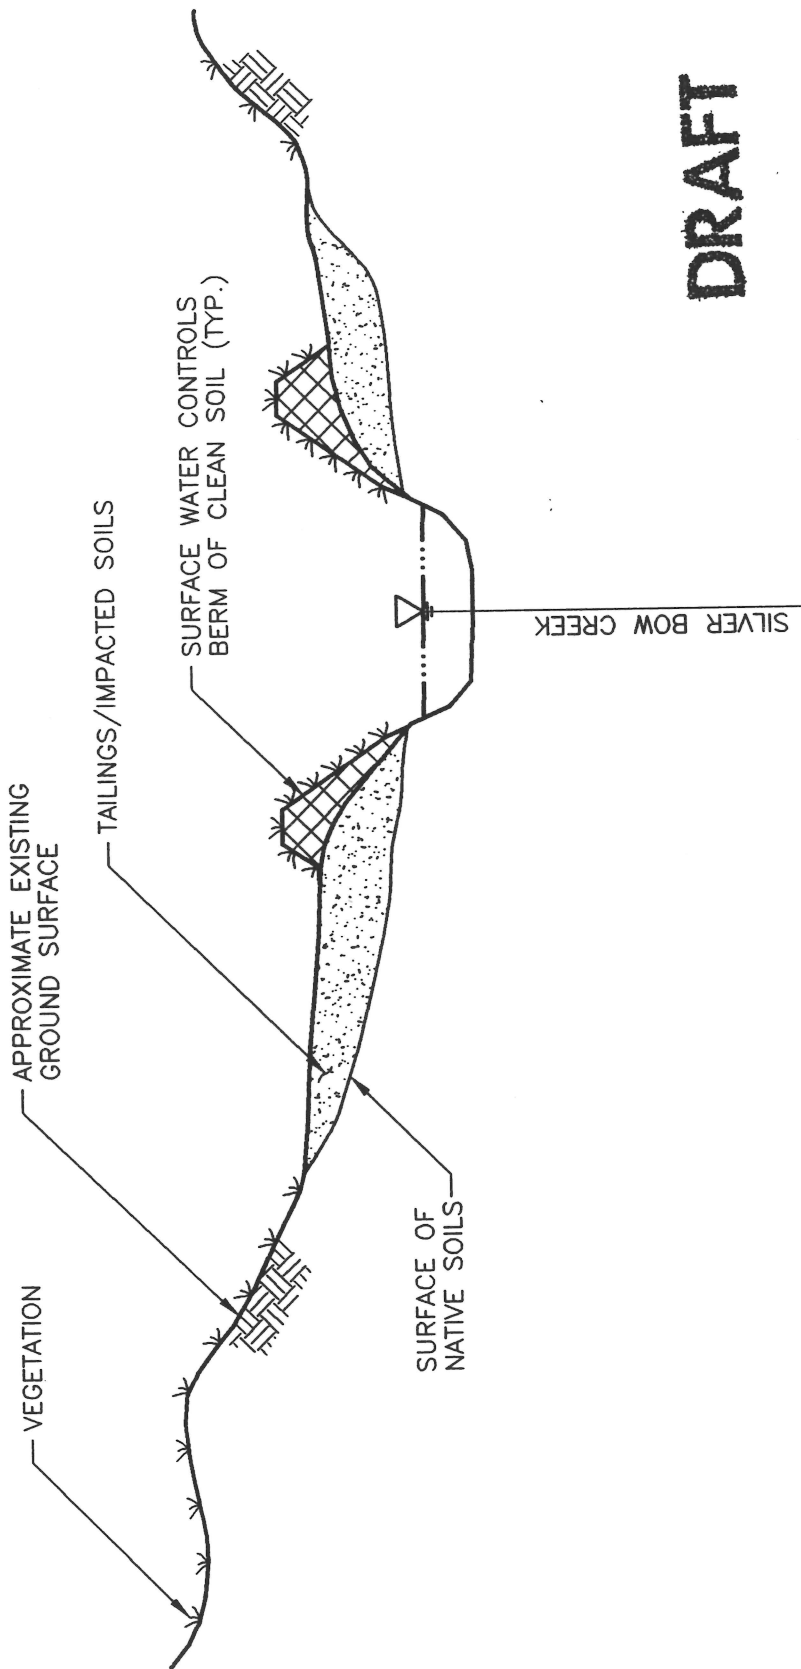 VEGETATION
APPROXIMATE EXISTING
GROUND SURFACE
TAILINGS/IMPACTED SOILS
SURFACE WATER CONTROLS
BERM OF CLEAN SOIL (TYP.)
SURFACE OF
NATIVE SOILS
SILVER BOW CREEK
DRAFT